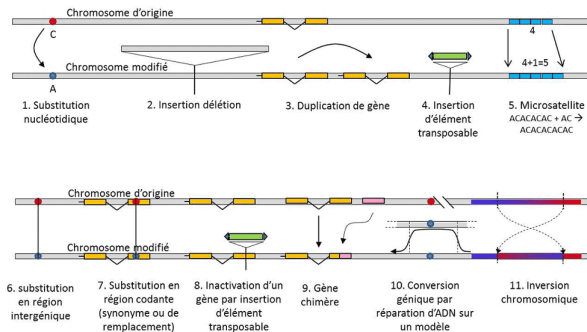 Chromosome d'origine
C
4
Chromosome modifié
4+1=5
A
1. Substitution
nucléotidique
2. Insertion délétion
3. Duplication de gène
4. Insertion
d'élément
transposable
5. Microsatellite
ACACACAC + AC →
ACACACACAC
Chromosome d'origine
Chromosome modifié
6. substitution
en région
intergénique
7. Substitution en
région codante
(synonyme ou de
remplacement)
8. Inactivation d'un
gène par insertion
d'élément
transposable
9. Gène
chimère
10. Conversion
génique par
réparation d'ADN sur
un modèle
11. Inversion
chromosomique